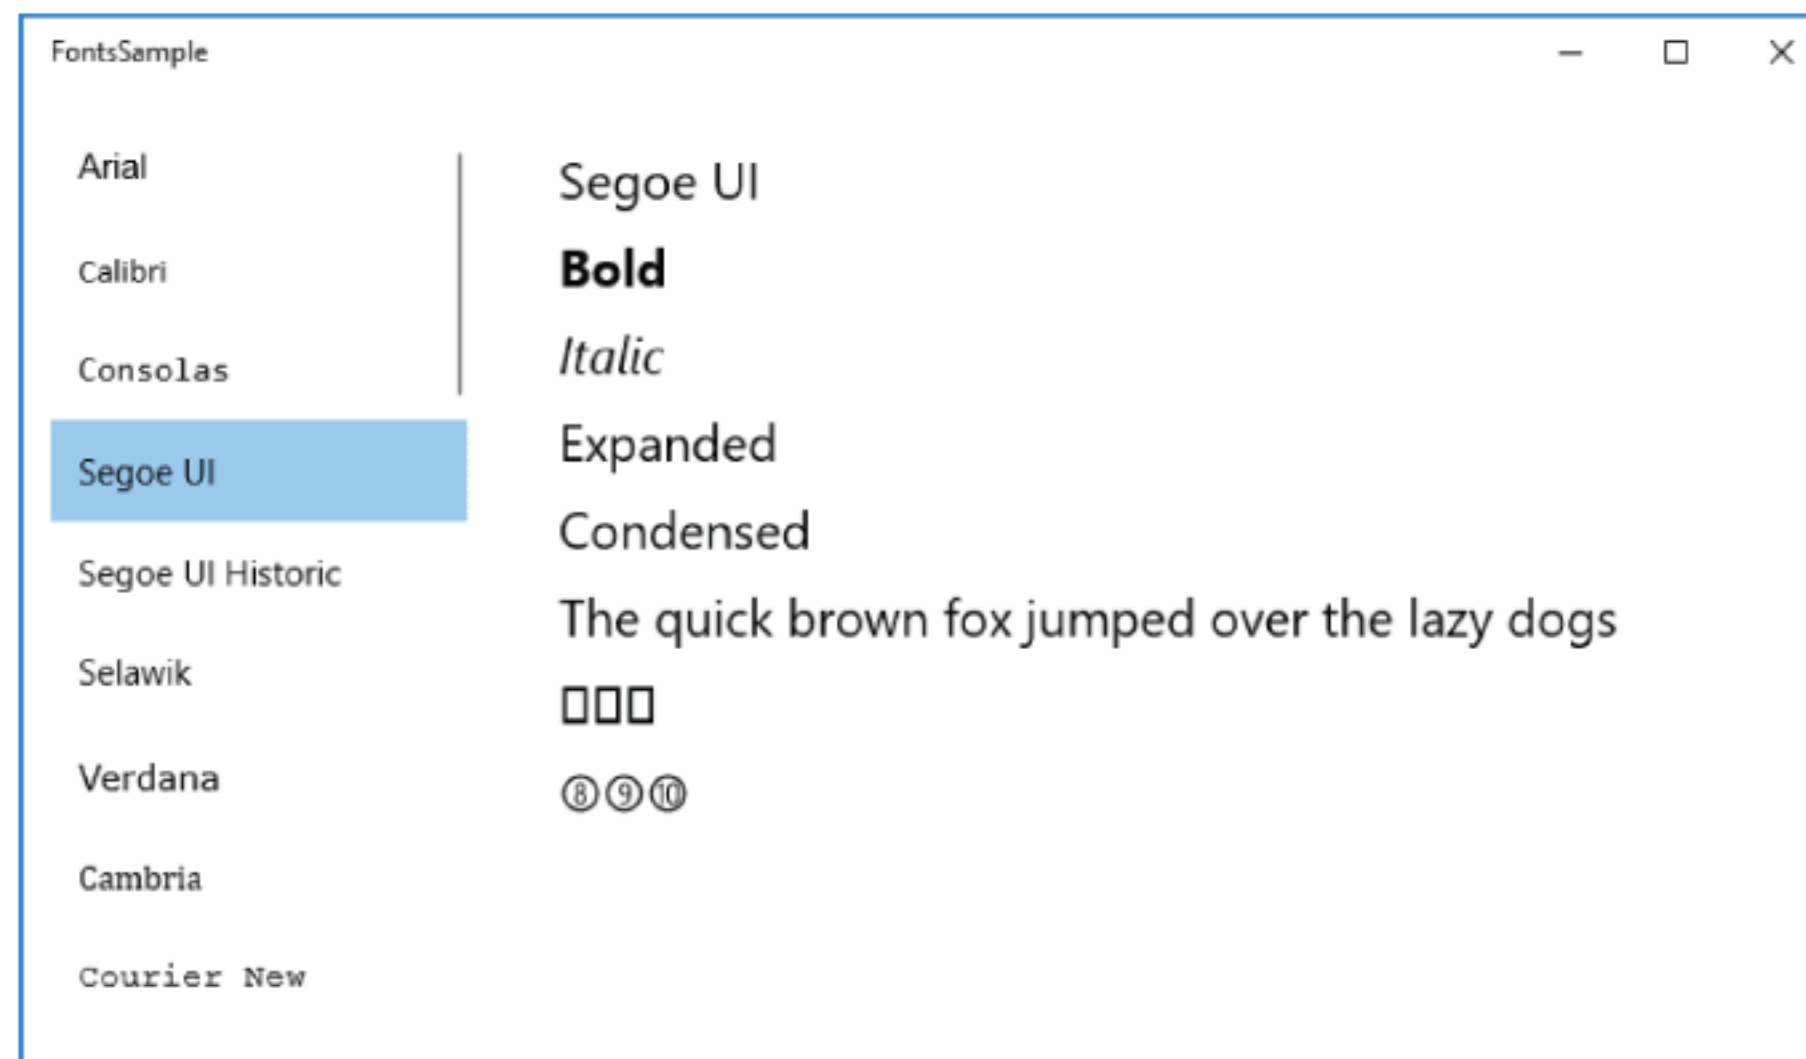 FontsSample
Arial
Calibri
Consolas
Segoe UI
Segoe UI Historic
Selawik
Verdana
Cambria
Courier New
Segoe UI
Bold
Italic
Expanded
Condensed
The quick brown fox jumped over the lazy dogs
▯▯▯
⑧⑨⑩